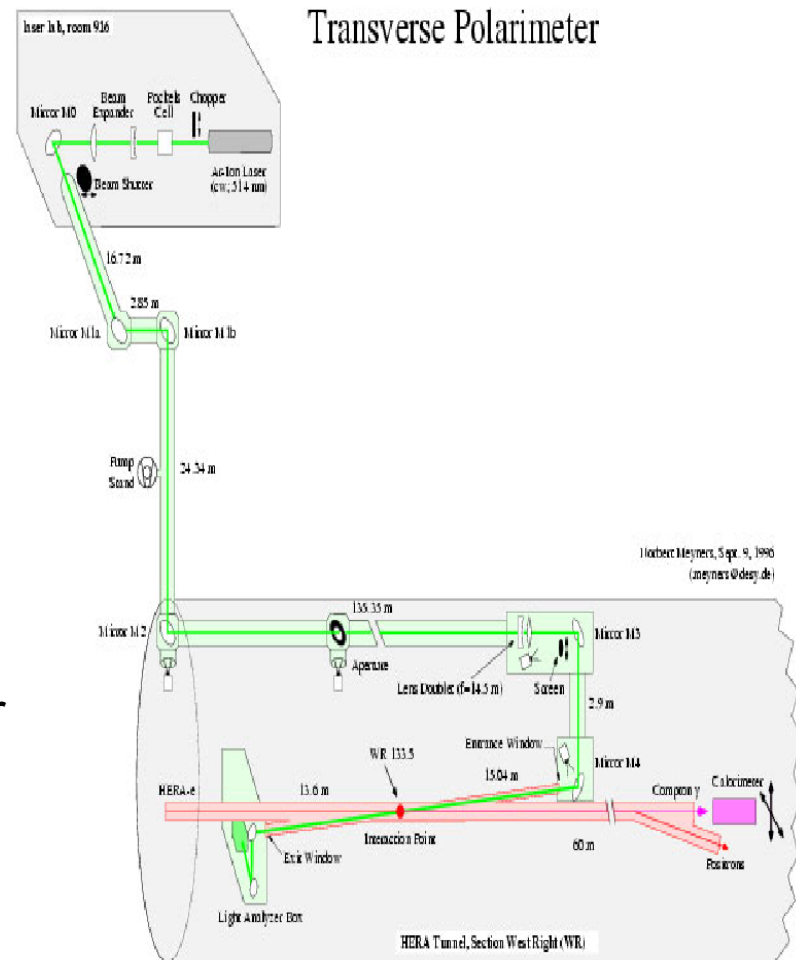 Transverse Polarimeter
laser lab, room 916
Beam
Expander
Pockels
Cell
Chopper
Mirror M0
Ar-Ion Laser
(cw; 514 nm)
Beam Shutter
16.72 m
2.85 m
Mirror M1a
Mirror M1b
Pump
Stand
24.34 m
Norbert Meyners, Sept. 9, 1996
(meyners@desy.de)
135.35 m
Mirror M2
Mirror M3
Aperture
Lens Doublet (f=14.5 m)
Screen
2.9 m
Entrance Window
WR 133.5
Mirror M4
15.04 m
HERA-e
13.6 m
Compton γ
Calorimeter
Interaction Point
Exit Window
60 m
Positrons
Light Analyzer Box
HERA Tunnel, Section West Right (WR)